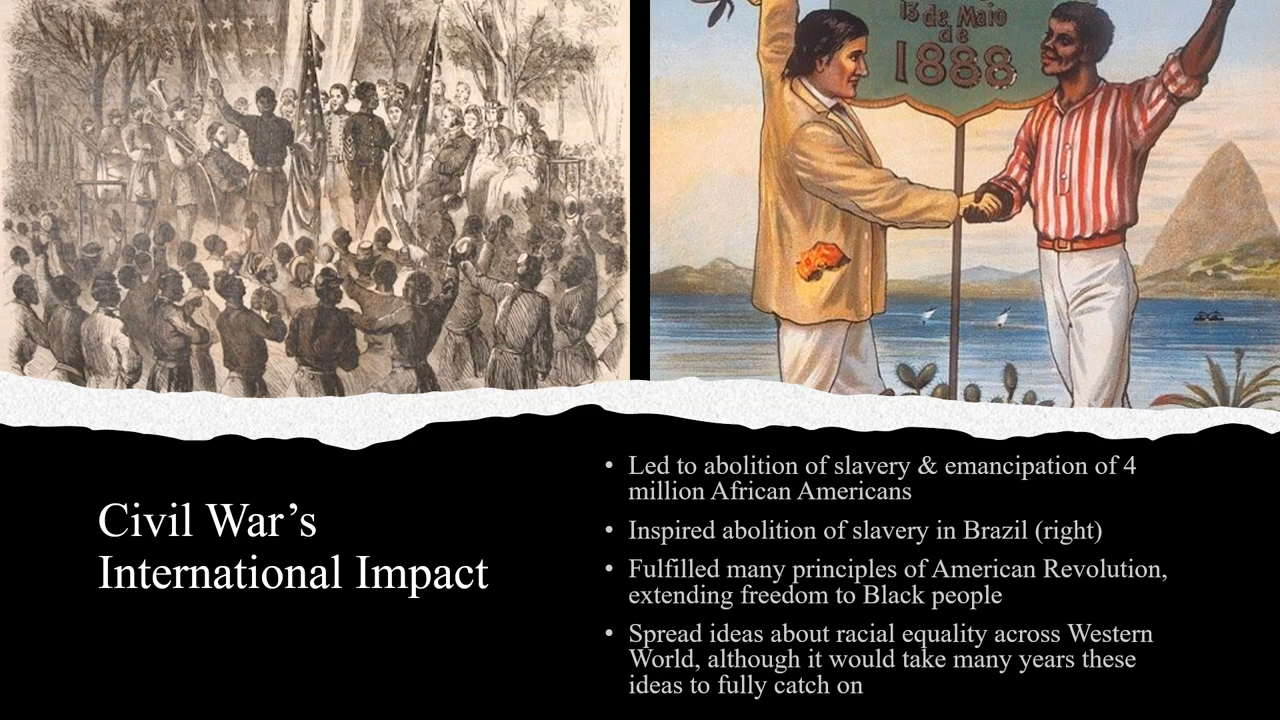 13 de Maio
de
1888
Civil War’s
International Impact
• Led to abolition of slavery & emancipation of 4
million African Americans
• Inspired abolition of slavery in Brazil (right)
• Fulfilled many principles of American Revolution,
extending freedom to Black people
• Spread ideas about racial equality across Western
World, although it would take many years these
ideas to fully catch on